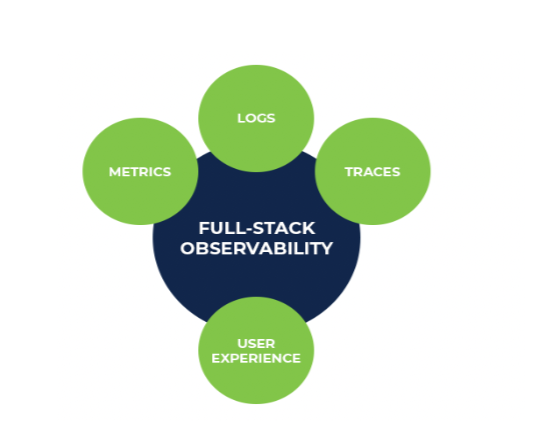 LOGS
METRICS
TRACES
FULL-STACK
OBSERVABILITY
USER
EXPERIENCE